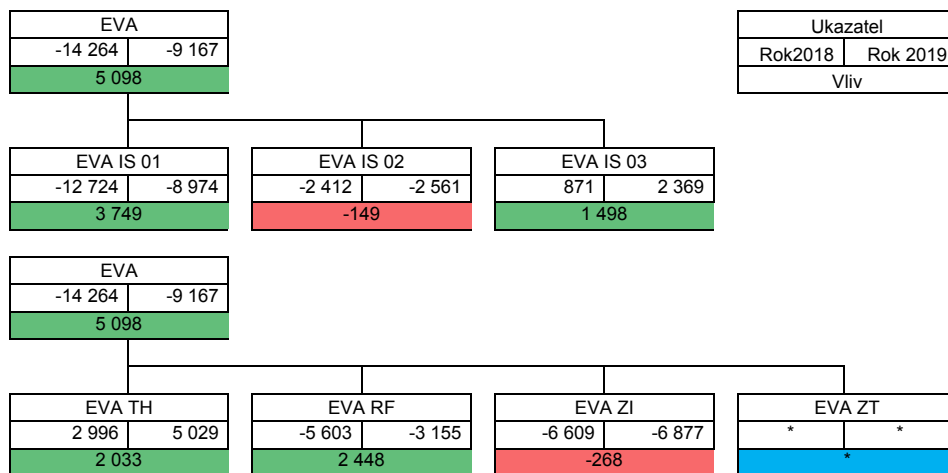 EVA
-14 264 -9 167
5 098
Ukazatel
Rok2018 Rok 2019
Vliv
EVA IS 01
-12 724 -8 974
3 749
EVA IS 02
-2 412 -2 561
-149
EVA IS 03
871 2 369
1 498
EVA
-14 264 -9 167
5 098
EVA TH
2 996 5 029
2 033
EVA RF
-5 603 -3 155
2 448
EVA ZI
-6 609 -6 877
-268
EVA ZT
* *
*